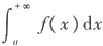 ∫_a^{+∞} f(x)dx